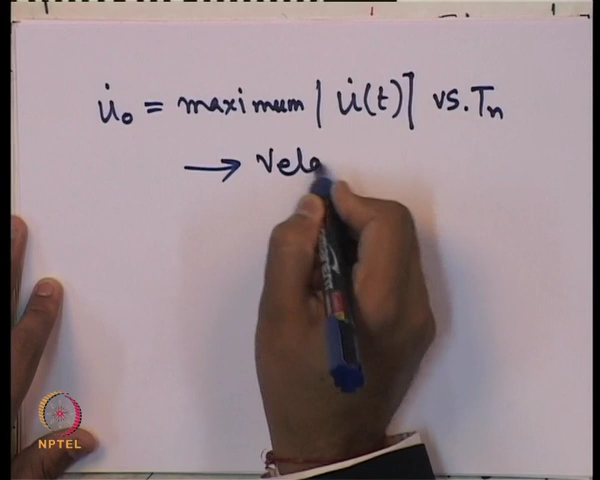 u̇₀ = maximum | u̇(t)| vs. Tₙ
→ Velo
NPTEL